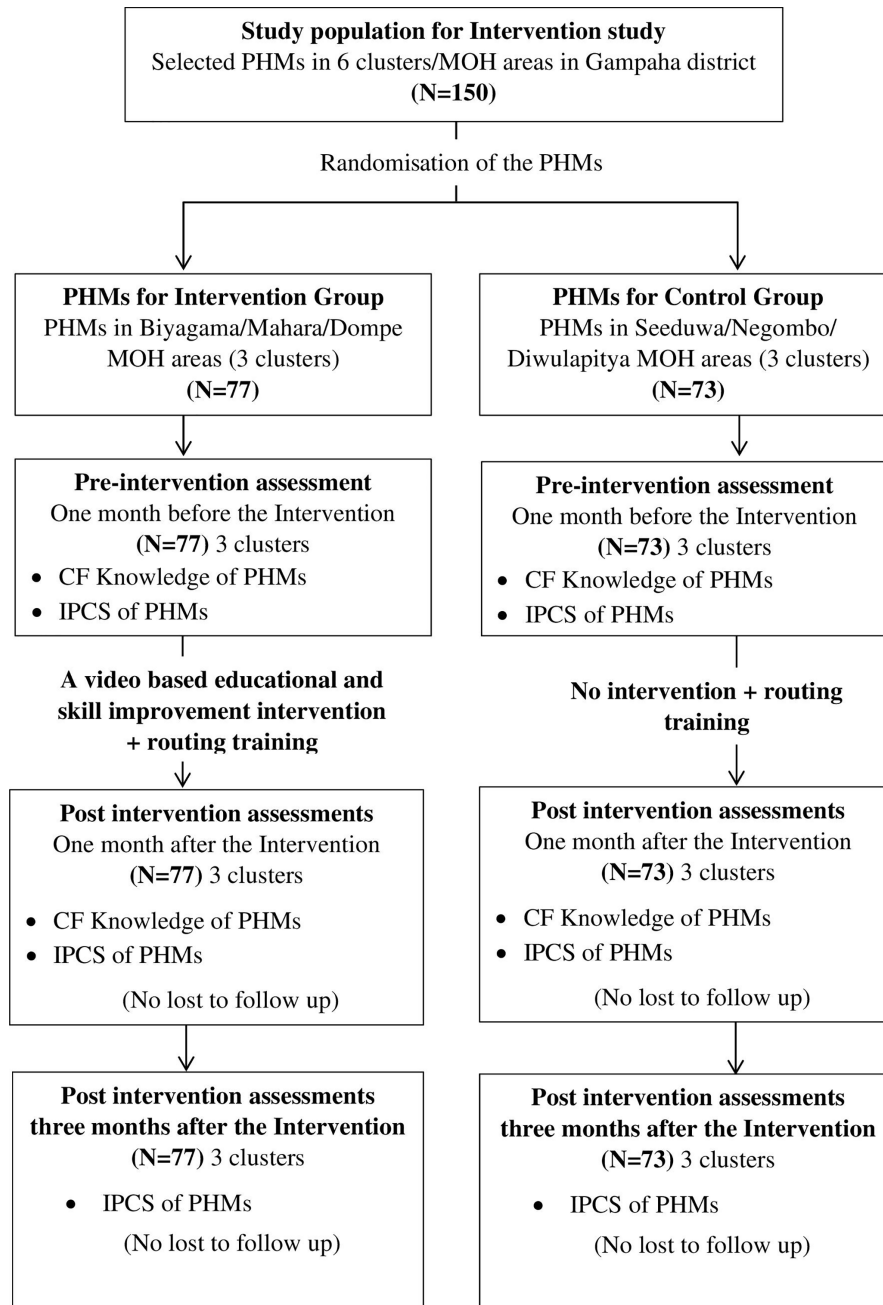 Study population for Intervention study
Selected PHMs in 6 clusters/MOH areas in Gampaha district
(N=150)
Randomisation of the PHMs
PHMs for Intervention Group
PHMs in Biyagama/Mahara/Dompe
MOH areas (3 clusters)
(N=77)
PHMs for Control Group
PHMs in Seeduwa/Negombo/
Diwulapitya MOH areas (3 clusters)
(N=73)
Pre-intervention assessment
One month before the Intervention
(N=77) 3 clusters
• CF Knowledge of PHMs
• IPCS of PHMs
Pre-intervention assessment
One month before the Intervention
(N=73) 3 clusters
• CF Knowledge of PHMs
• IPCS of PHMs
A video based educational and
skill improvement intervention
+ routing training
No intervention + routing
training
Post intervention assessments
One month after the Intervention
(N=77) 3 clusters
• CF Knowledge of PHMs
• IPCS of PHMs
(No lost to follow up)
Post intervention assessments
One month after the Intervention
(N=73) 3 clusters
• CF Knowledge of PHMs
• IPCS of PHMs
(No lost to follow up)
Post intervention assessments
three months after the Intervention
(N=77) 3 clusters
• IPCS of PHMs
(No lost to follow up)
Post intervention assessments
three months after the Intervention
(N=73) 3 clusters
• IPCS of PHMs
(No lost to follow up)